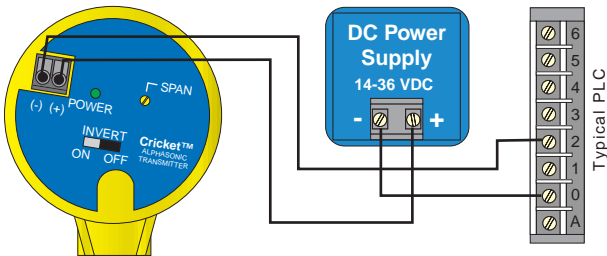 (-) (+)
POWER
SPAN
INVERT
ON OFF
Cricket™
ALPHASONIC
TRANSMITTER
DC Power
Supply
14-36 VDC
- +
6
5
4
3
2
1
0
A
Typical PLC